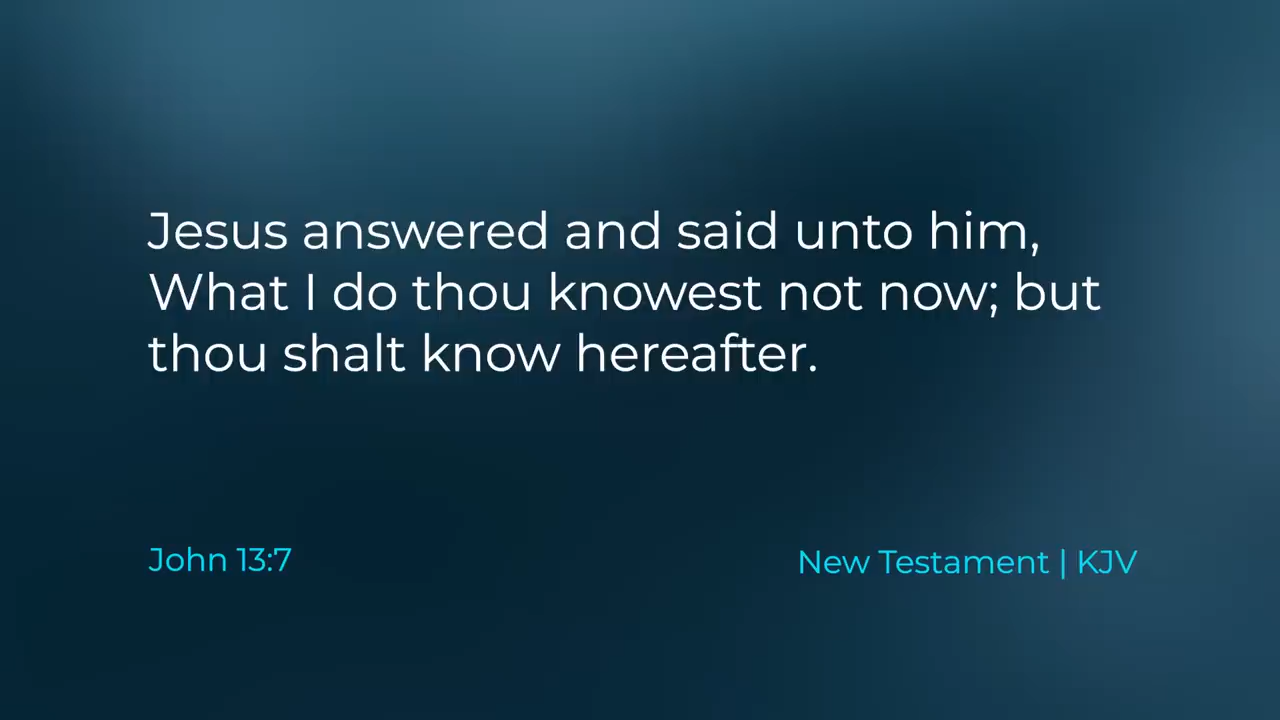 Jesus answered and said unto him,
What I do thou knowest not now; but
thou shalt know hereafter.
John 13:7
New Testament | KJV